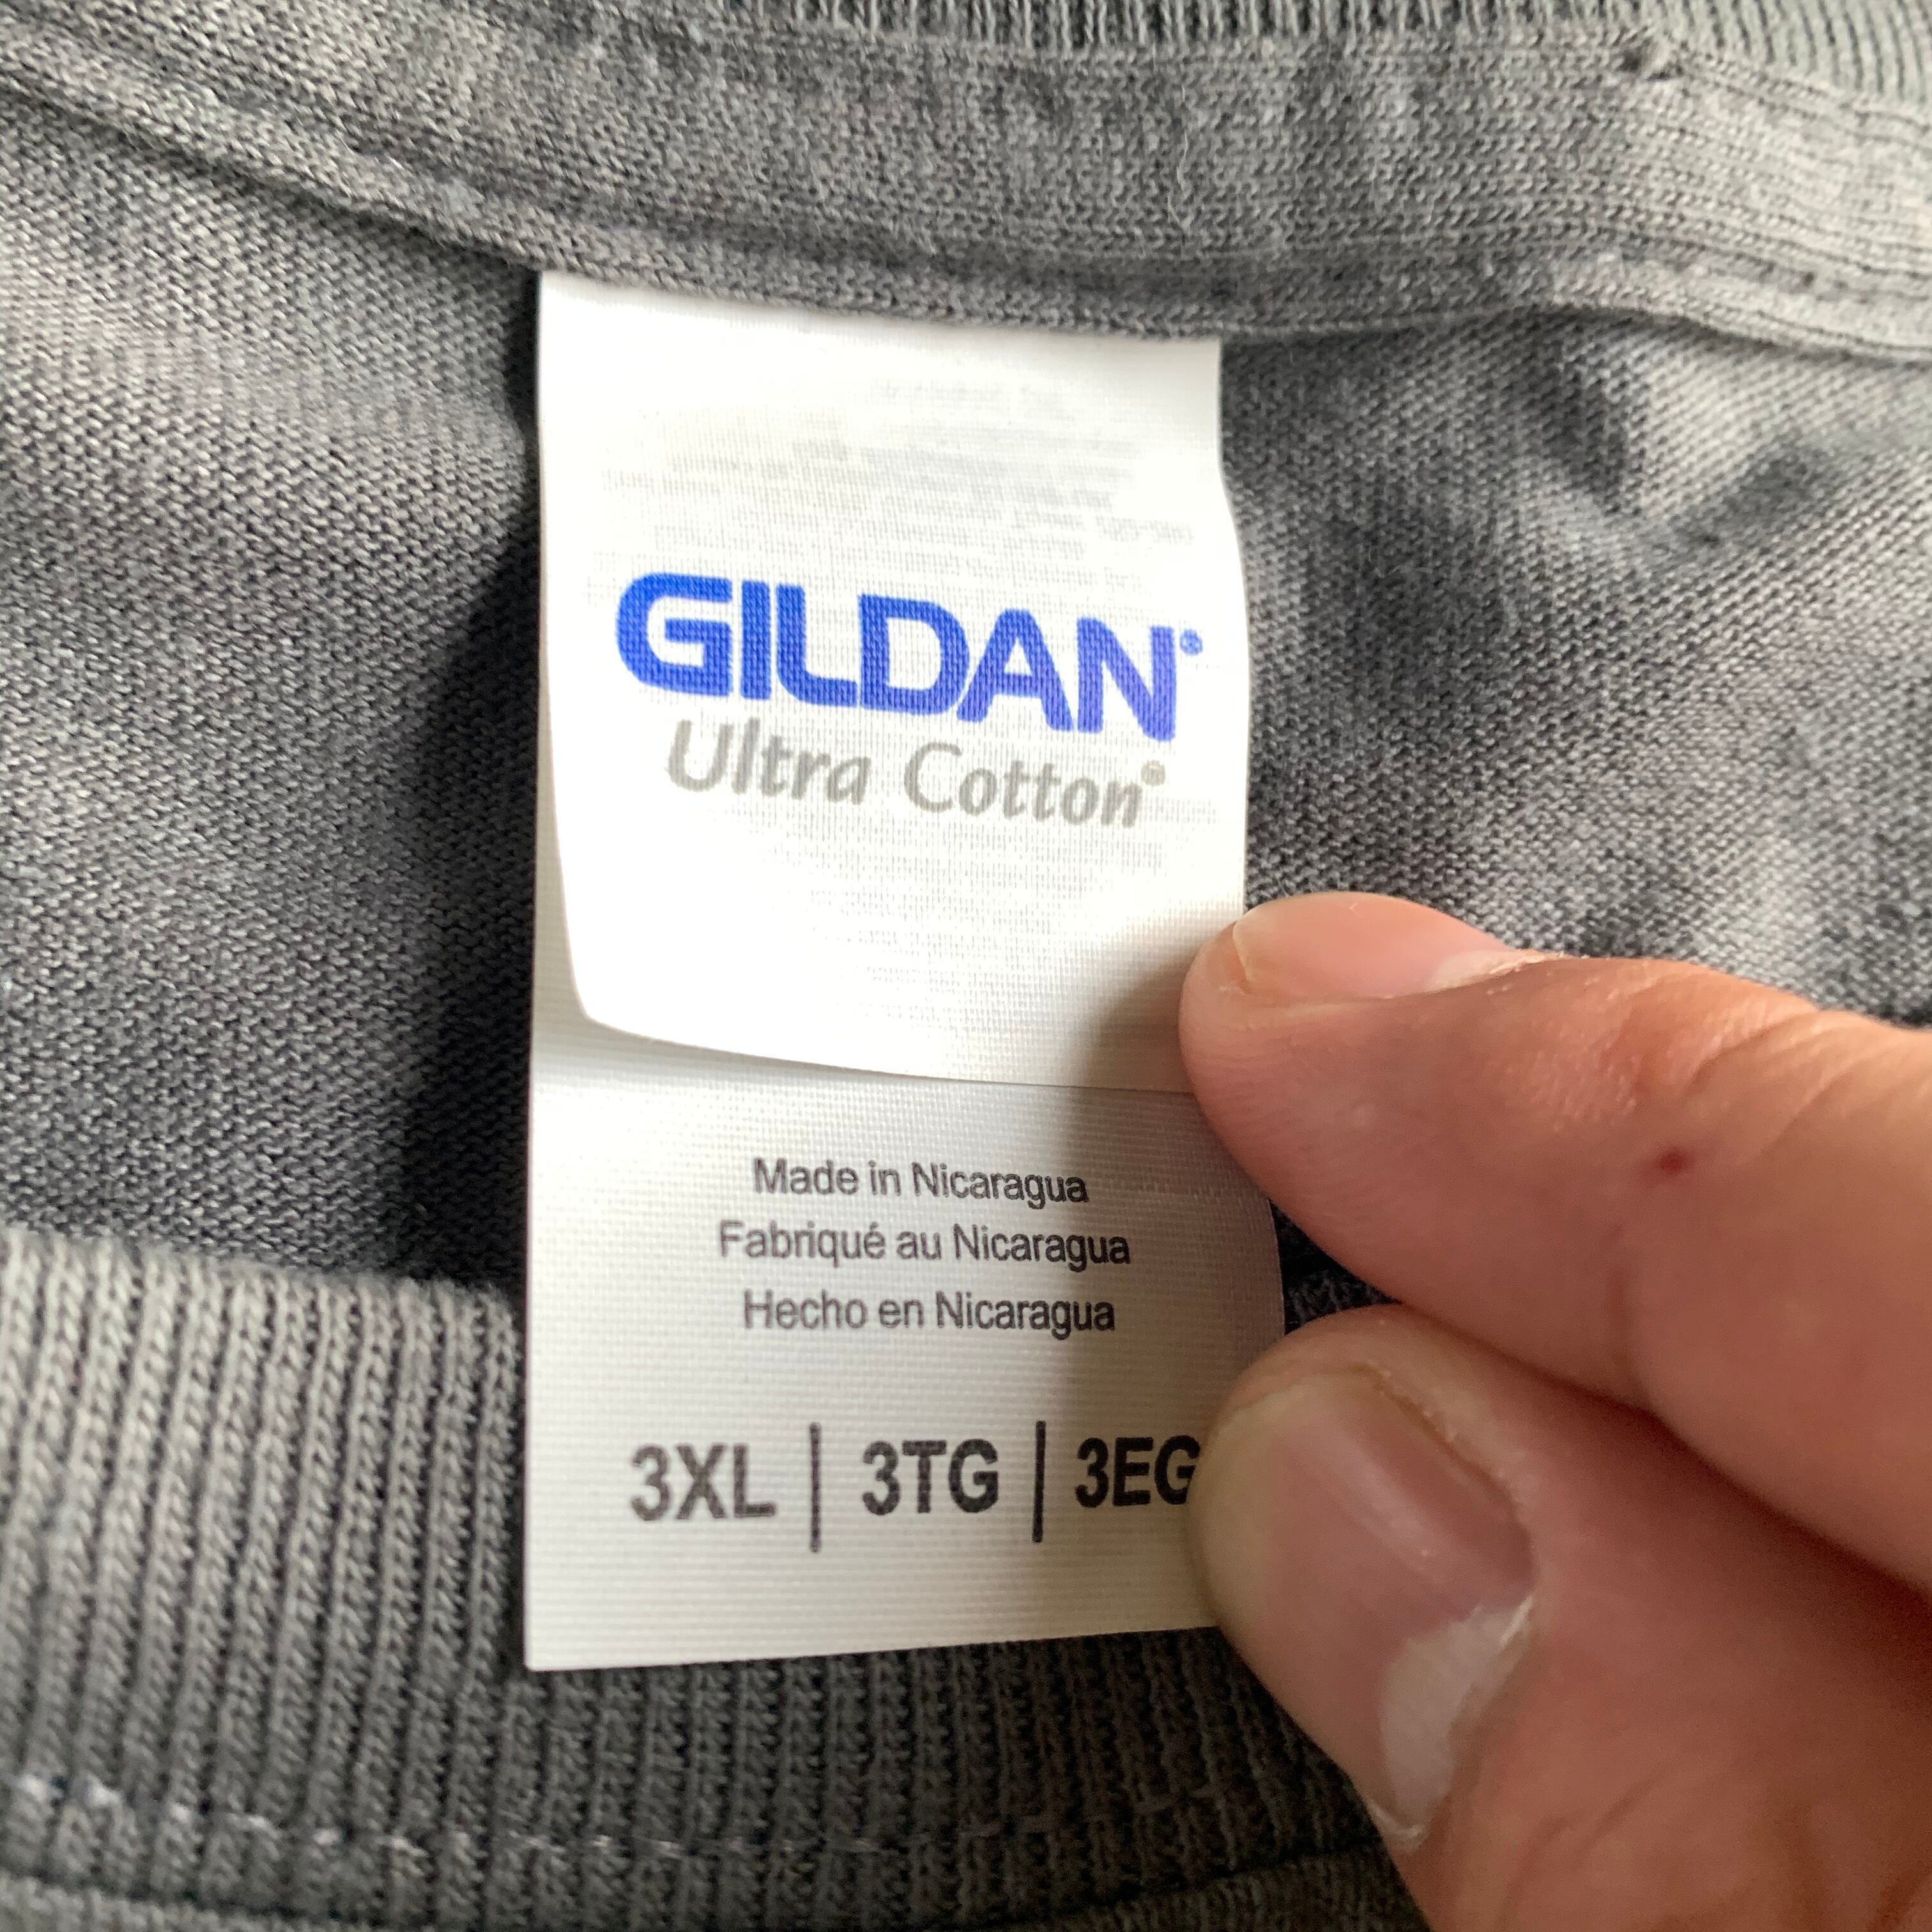 GILDAN®
Ultra Cotton®
Made in Nicaragua
Fabriqué au Nicaragua
Hecho en Nicaragua
3XL | 3TG | 3EG